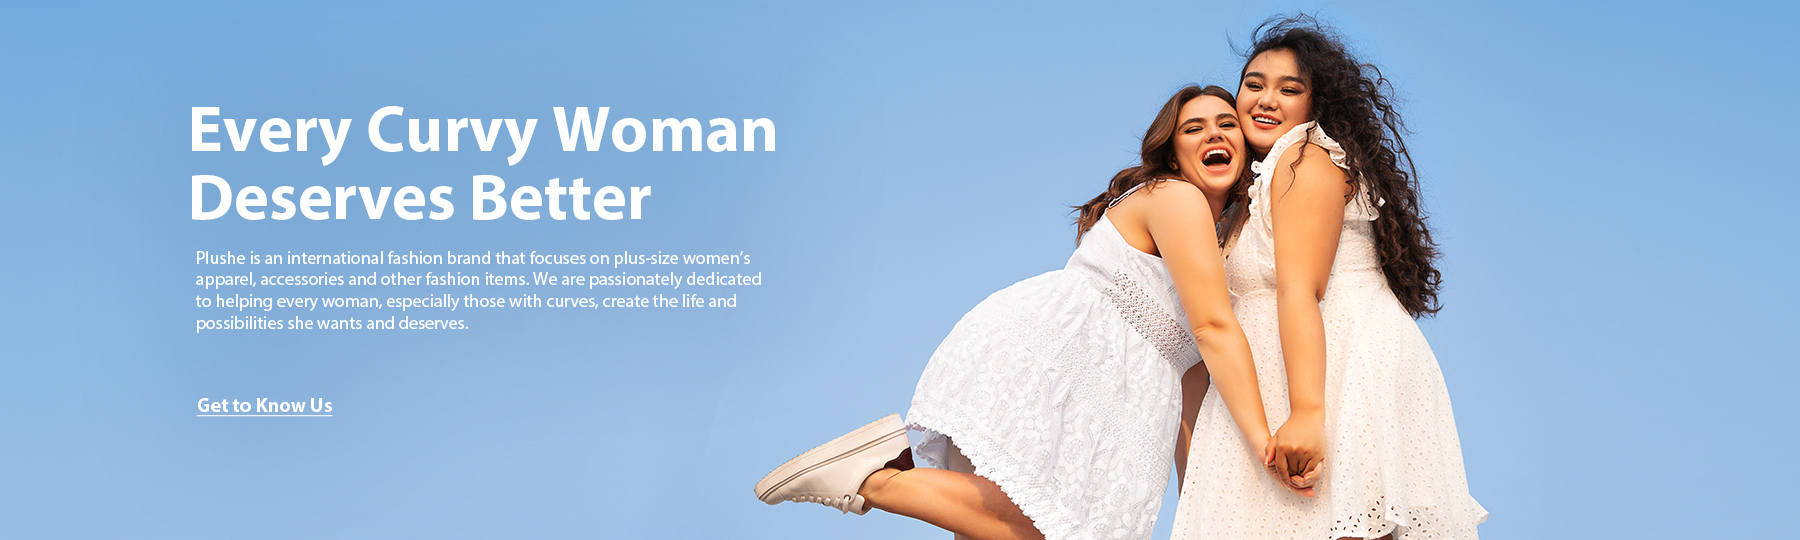 Every Curvy Woman
Deserves Better
Plushe is an international fashion brand that focuses on plus-size women’s
apparel, accessories and other fashion items. We are passionately dedicated
to helping every woman, especially those with curves, create the life and
possibilities she wants and deserves.
Get to Know Us